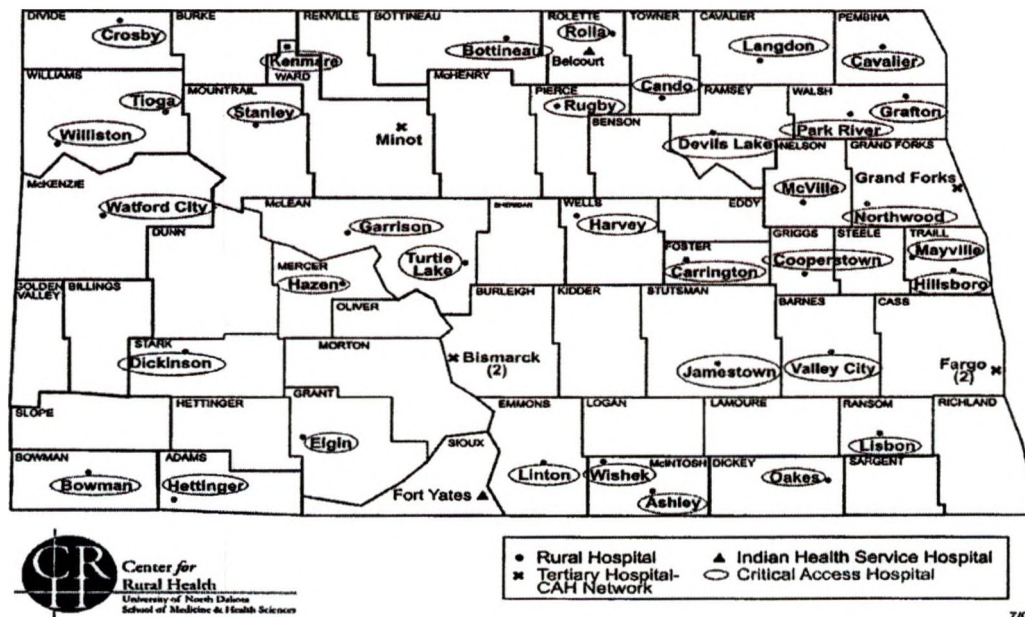 DIVIDE
BURKE
RENVILLE
BOTTINEAU
ROLETTE
TOWNER
CAVALIER
PEMBINA
Crosby
Kenmare
WARD
Bottineau
Rolla
Belcourt
Langdon
Cavalier
WILLIAMS
MOUNTRAIL
McHENRY
PIERCE
Cando
RAMSEY
WALSH
Tioga
Stanley
Minot
Rugby
BENSON
Devils Lake
Park River
Grafton
Williston
NELSON
GRAND FORKS
McKENZIE
Watford City
McLEAN
SHERIDAN
WELLS
EDDY
McVille
Grand Forks
Northwood
DUNN
Garrison
Harvey
FOSTER
GRIGGS
STEELE
TRAILL
Turtle
Lake
Carrington
Cooperstown
Mayville
Hillsboro
MERCER
Hazen
OLIVER
GOLDEN
VALLEY
BILLINGS
BURLEIGH
KIDDER
STUTSMAN
BARNES
CASS
STARK
Dickinson
MORTON
Bismarck
(2)
Jamestown
Valley City
Fargo
(2)
SLOPE
HETTINGER
GRANT
Elgin
SIOUX
EMMONS
LOGAN
LAMOURE
RANSOM
RICHLAND
Lisbon
BOWMAN
Bowman
ADAMS
Hettinger
Fort Yates
Linton
Wishek
McINTOSH
Ashley
DICKEY
Oakes
SARGENT
CRH
Center for
Rural Health
University of North Dakota
School of Medicine & Health Sciences
Rural Hospital
Tertiary Hospital-
CAH Network
Indian Health Service Hospital
Critical Access Hospital